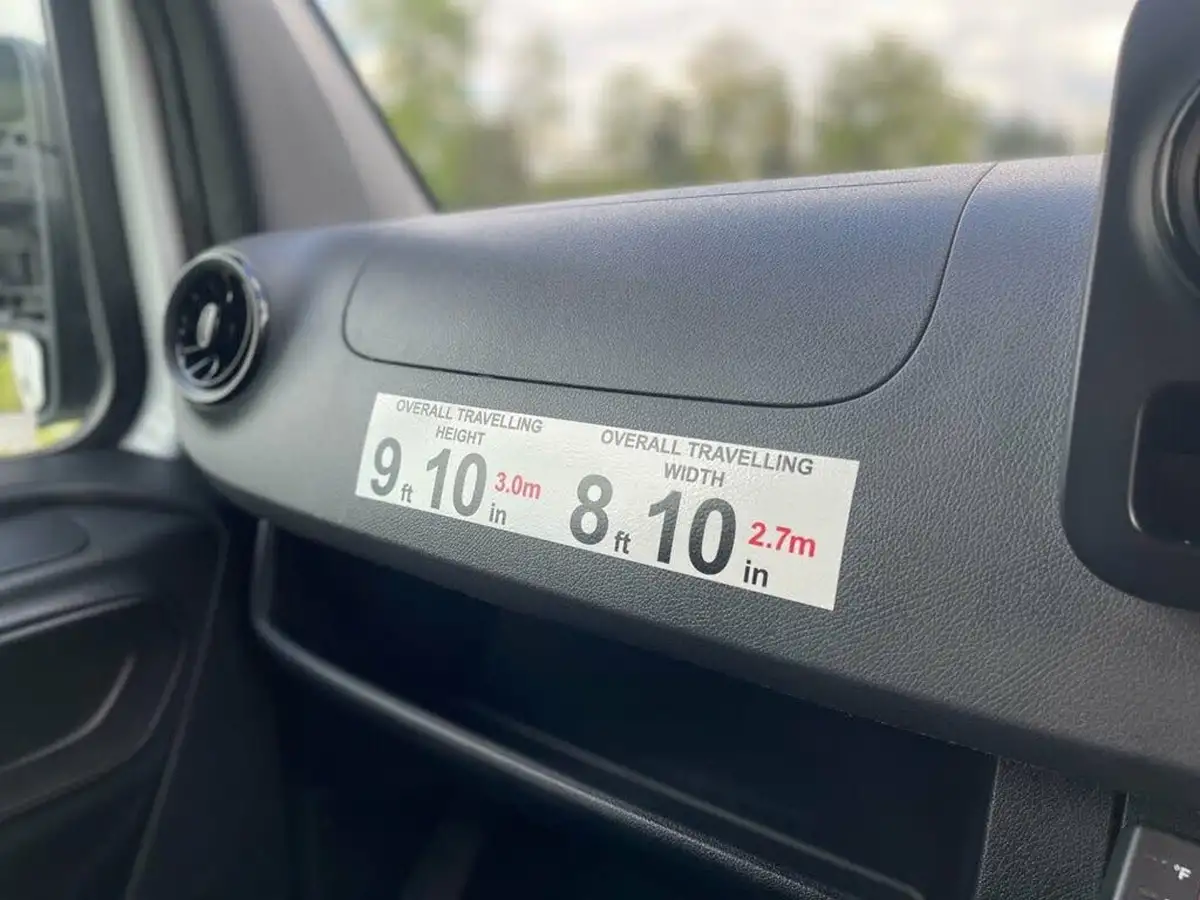 OVERALL TRAVELLING
HEIGHT
9 ft 10 in 3.0m
OVERALL TRAVELLING
WIDTH
8 ft 10 in 2.7m
°F